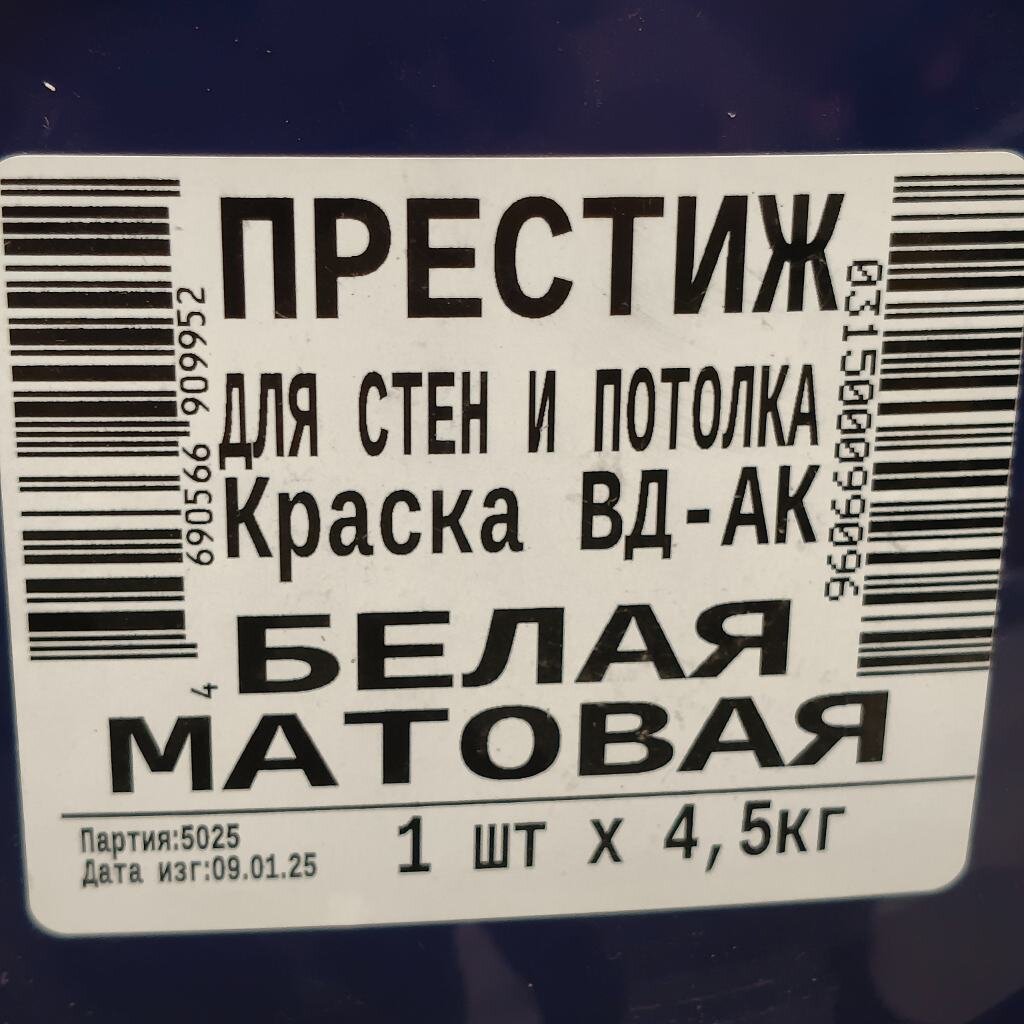 ПРЕСТИЖ
ДЛЯ СТЕН И ПОТОЛКА
Краска ВД-АК
БЕЛАЯ
МАТОВАЯ
Партия:5025
Дата изг:09.01.25
1 шт х 4,5кг
4 690566 909952
0315000099096